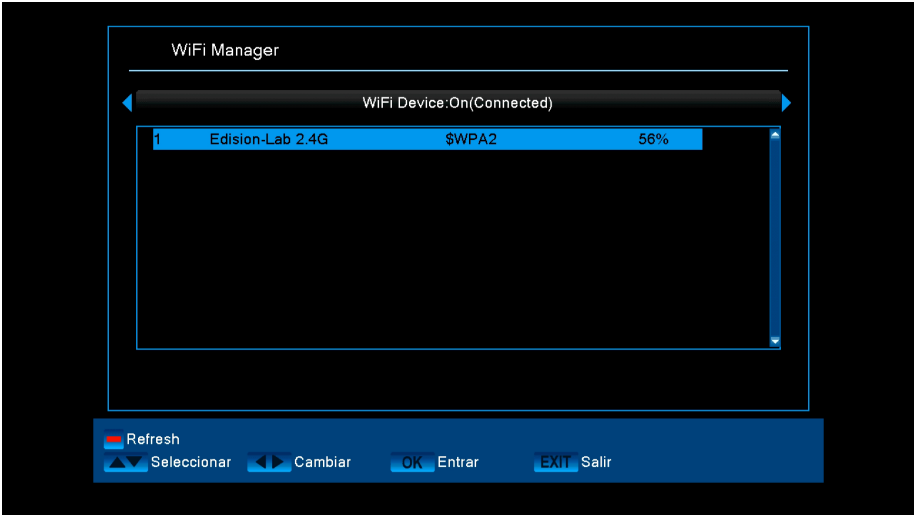 WiFi Manager
WiFi Device:On(Connected)
1 Edision-Lab 2.4G $WPA2 56%
Refresh
Seleccionar Cambiar OK Entrar EXIT Salir